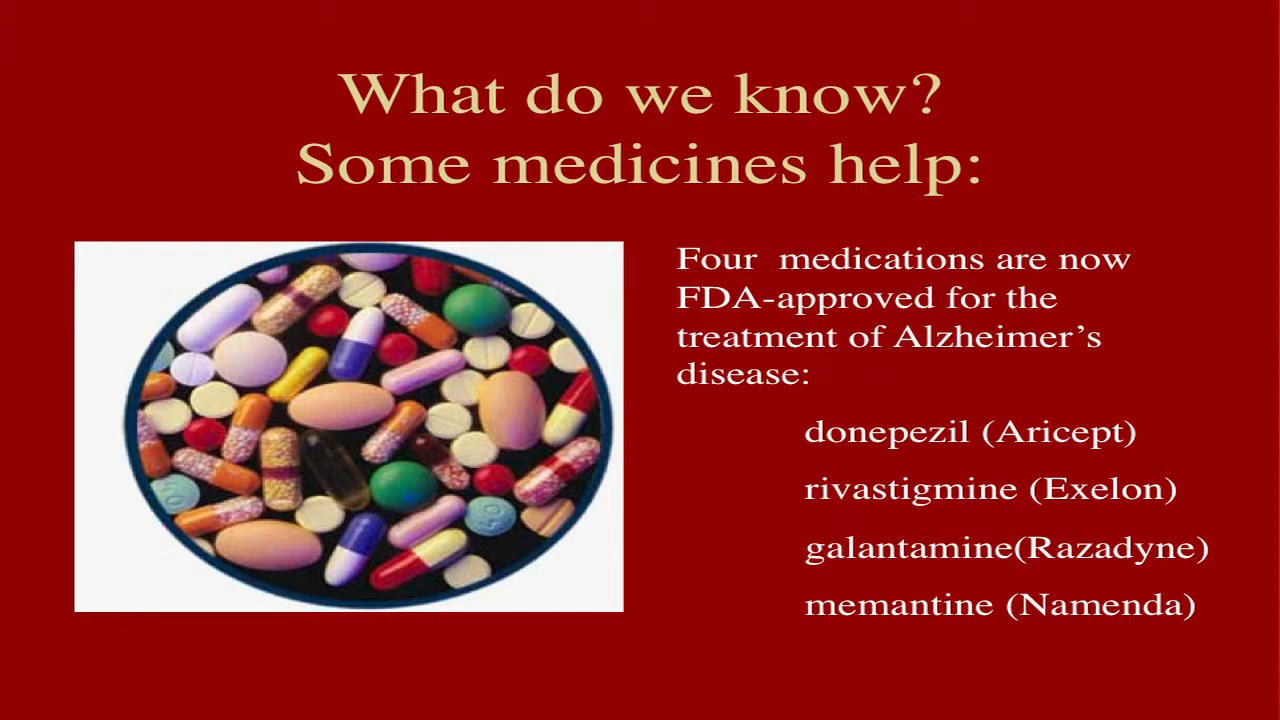 What do we know?
Some medicines help:
Four medications are now
FDA-approved for the
treatment of Alzheimer’s
disease:
donepezil (Aricept)
rivastigmine (Exelon)
galantamine(Razadyne)
memantine (Namenda)